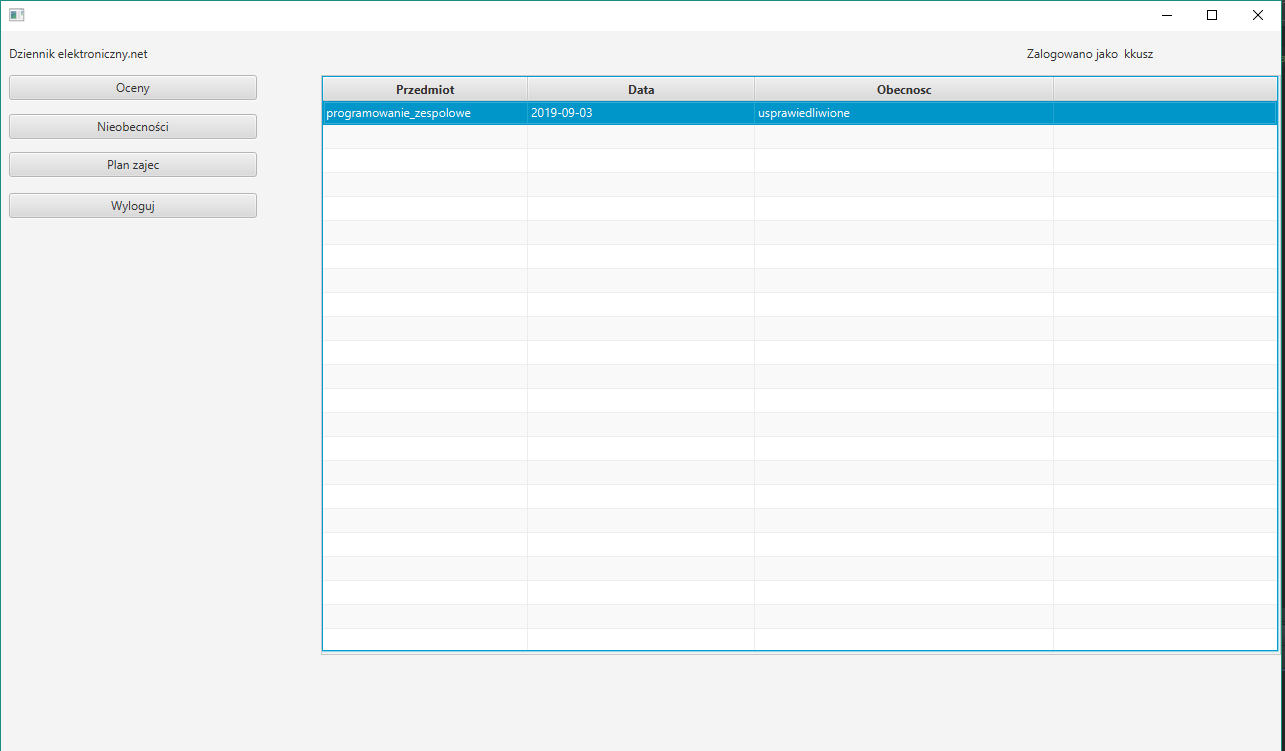 Dziennik elektroniczny.net
Zalogowano jako kkusz
Oceny
Nieobecności
Plan zajec
Wyloguj
Przedmiot Data Obecnosc
programowanie_zespolowe 2019-09-03 usprawiedliwione